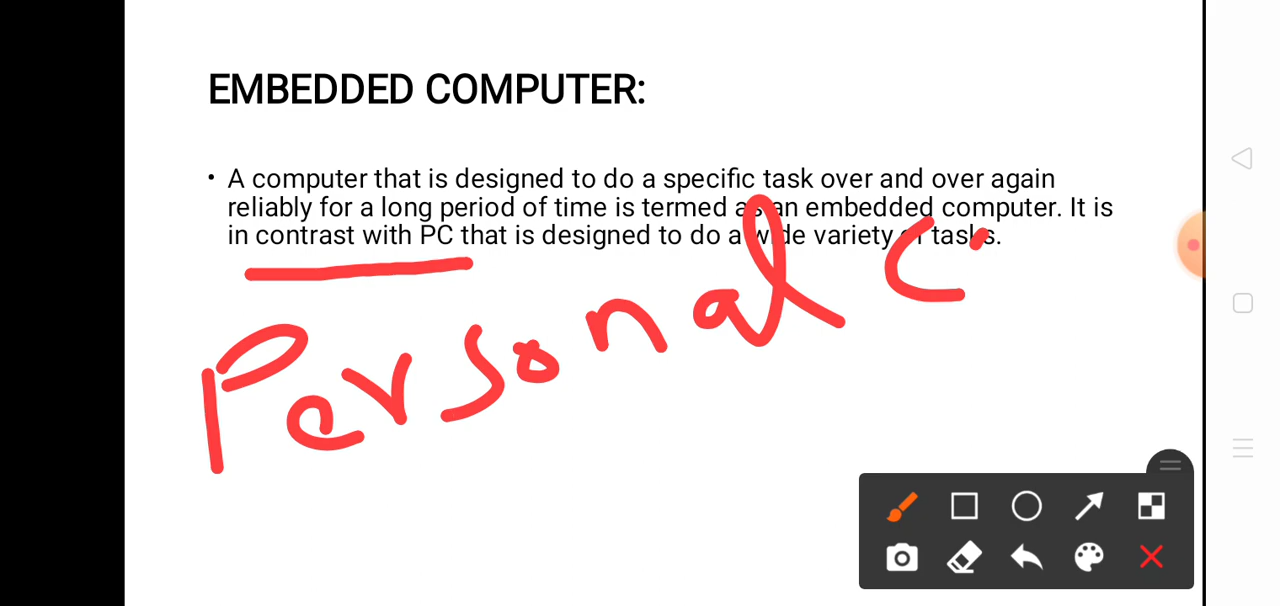 EMBEDDED COMPUTER:
• A computer that is designed to do a specific task over and over again
reliably for a long period of time is termed as an embedded computer. It is
in contrast with PC that is designed to do a wide variety of tasks.
Personal C